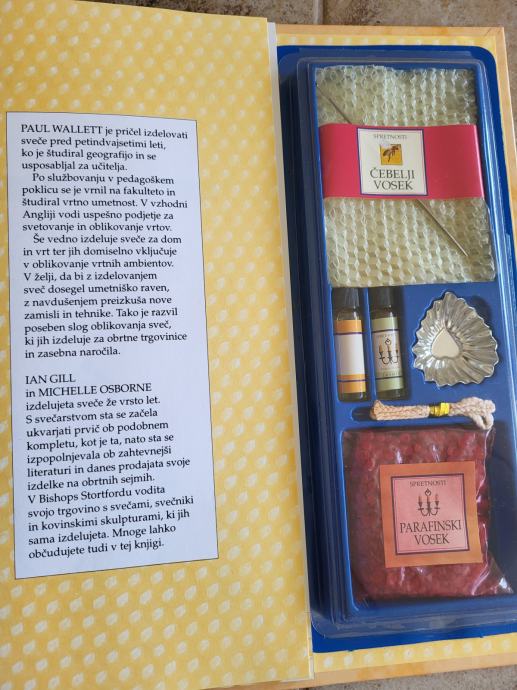 PAUL WALLETT je pričel izdelovati
sveče pred petindvajsetimi leti,
ko je študiral geografijo in se
usposabljal za učitelja.
Po službovanju v pedagoškem
poklicu se je vrnil na fakulteto in
študiral vrtno umetnost. V vzhodni
Angliji vodi uspešno podjetje za
svetovanje in oblikovanje vrtov.
Še vedno izdeluje sveče za dom
in vrt ter jih domiselno vključuje
v oblikovanje vrtnih ambientov.
V želji, da bi z izdelovanjem
sveč dosegel umetniško raven,
z navdušenjem preizkuša nove
zamisli in tehnike. Tako je razvil
poseben slog oblikovanja sveč,
ki jih izdeluje za obrtne trgovinice
in zasebna naročila.
IAN GILL
in MICHELLE OSBORNE
izdelujeta sveče že vrsto let.
S svečarstvom sta se začela
ukvarjati prvič ob podobnem
kompletu, kot je ta, nato sta se
izpopolnjevala ob zahtevnejši
literaturi in danes prodajata svoje
izdelke na obrtnih sejmih.
V Bishops Stortfordu vodita
svojo trgovino s svečami, svečniki
in kovinskimi skulpturami, ki jih
sama izdelujeta. Mnoge lahko
občudujete tudi v tej knjigi.
SPRETNOSTI
ČEBELJI
VOSEK
SPRETNOSTI
PARAFINSKI
VOSEK